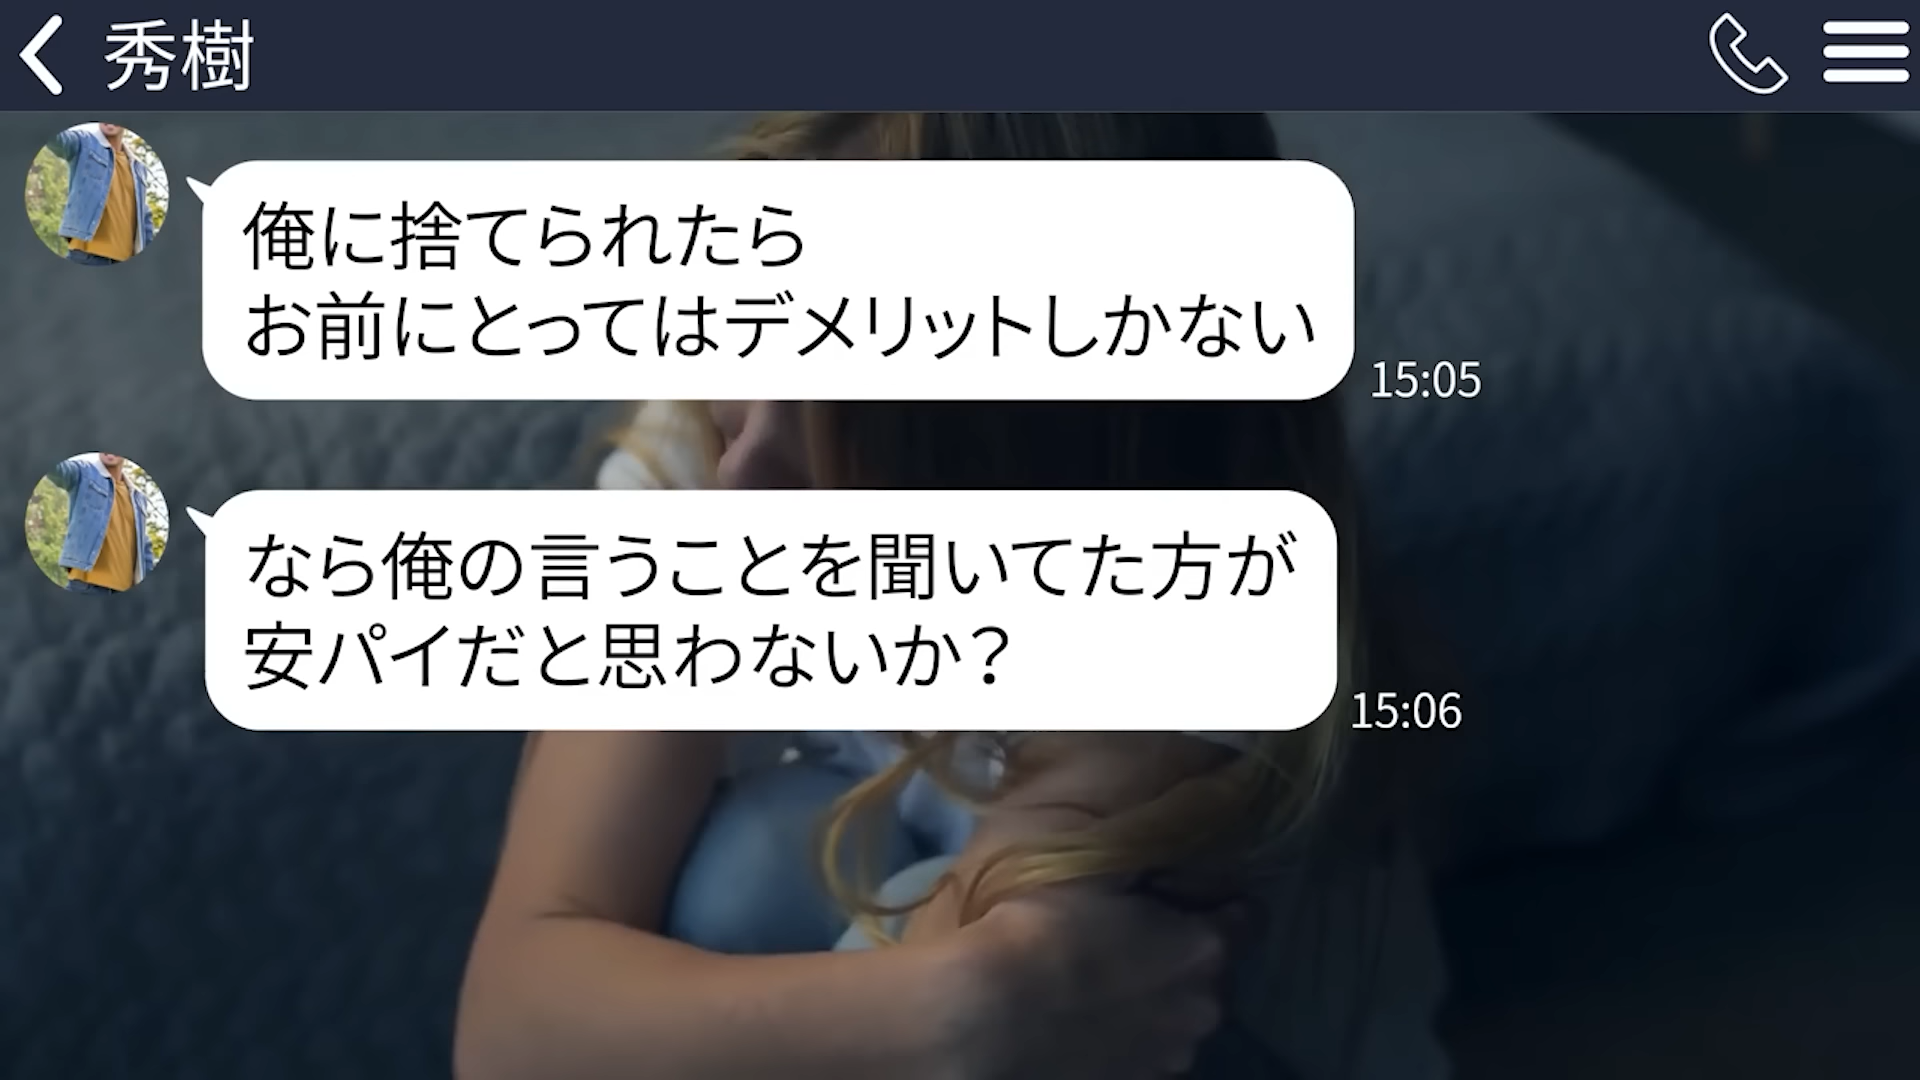 秀樹
俺に捨てられたら
お前にとってはデメリットしかない
15:05
なら俺の言うことを聞いてた方が
安パイだと思わないか？
15:06